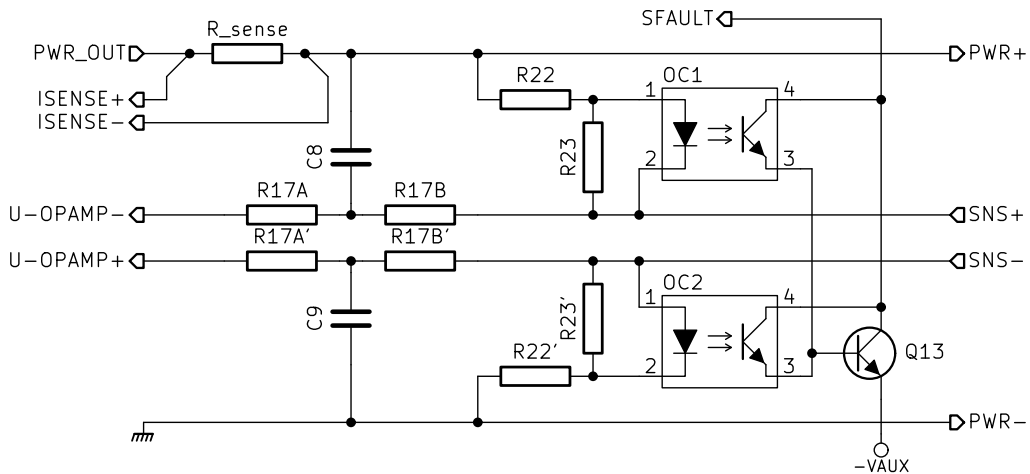 SFAULT
R_sense
PWR_OUT
PWR+
R22
OC1
1
4
ISENSE+
ISENSE-
C8
R23
2
3
R17A
R17B
U-OPAMP-
SNS+
R17A'
R17B'
U-OPAMP+
SNS-
OC2
1
4
C9
R23'
R22'
2
3
Q13
PWR-
-VAUX